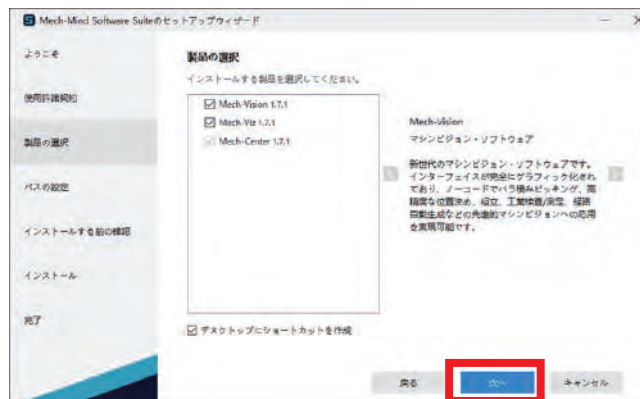 Mech-Mind Software Suiteのセットアップウィザード
ようこそ
使用許諾契約
製品の選択
パスの設定
インストールする前の確認
インストール
完了
製品の選択
インストールする製品を選択してください。
Mech-Vision 1.7.1
Mech-Viz 1.7.1
Mech-Center 1.7.1
デスクトップにショートカットを作成
Mech-Vision
マシンビジョン・ソフトウェア
新世代のマシンビジョン・ソフトウェアです。
インターフェイスが完全にグラフィック化され
ており、ノーコードでバラ積みピッキング、高
精度な位置決め、組立、工業検査/測定、経路
自動生成などの先進的マシンビジョンへの応用
を実現可能です。
戻る
次へ
キャンセル